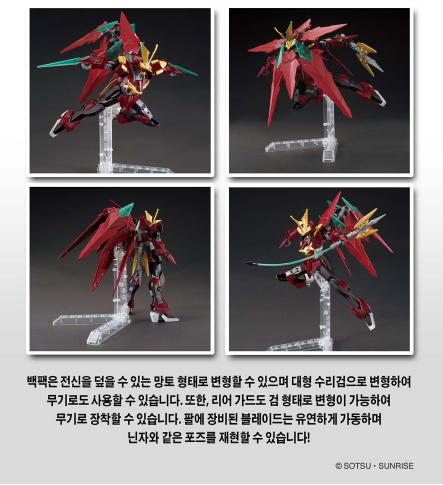 백팩은 전신을 덮을 수 있는 망토 형태로 변형할 수 있으며 대형 수리검으로 변형하여
무기로도 사용할 수 있습니다. 또한, 리어 가드도 검 형태로 변형이 가능하여
무기로 장착할 수 있습니다. 팔에 장비된 블레이드는 유연하게 가동하며
닌자와 같은 포즈를 재현할 수 있습니다!
© SOTSU • SUNRISE